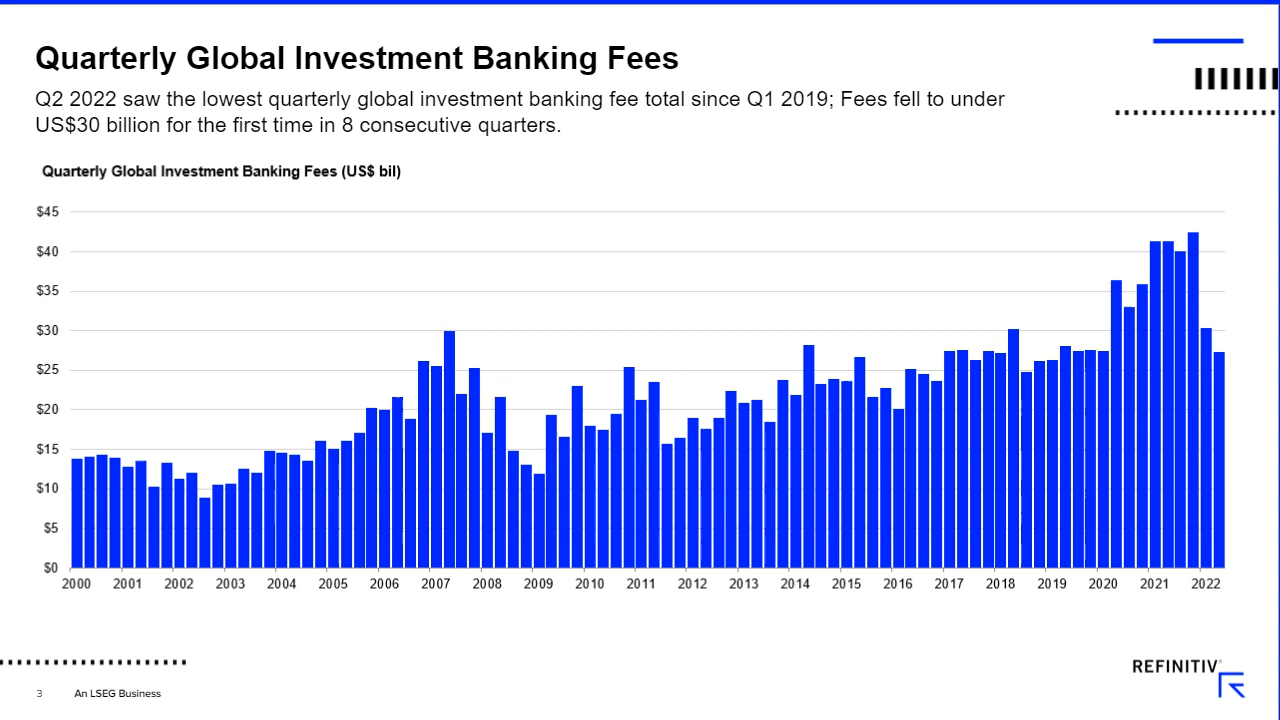 Quarterly Global Investment Banking Fees
Q2 2022 saw the lowest quarterly global investment banking fee total since Q1 2019; Fees fell to under
US$30 billion for the first time in 8 consecutive quarters.
Quarterly Global Investment Banking Fees (US$ bil)
$45
$40
$35
$30
$25
$20
$15
$10
$5
$0
2000 2001 2002 2003 2004 2005 2006 2007 2008 2009 2010 2011 2012 2013 2014 2015 2016 2017 2018 2019 2020 2021 2022
REFINITIV
3 An LSEG Business